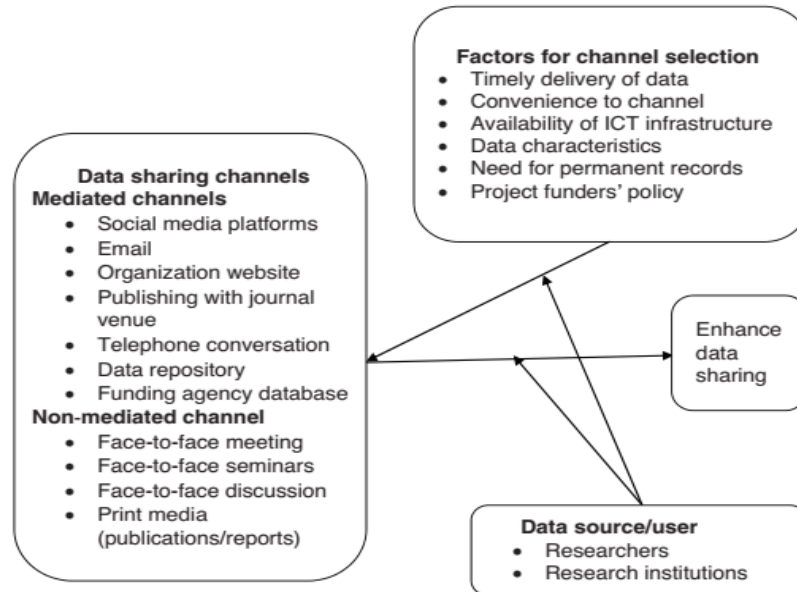 Factors for channel selection
• Timely delivery of data
• Convenience to channel
• Availability of ICT infrastructure
• Data characteristics
• Need for permanent records
• Project funders' policy
Data sharing channels
Mediated channels
• Social media platforms
• Email
• Organization website
• Publishing with journal
venue
• Telephone conversation
• Data repository
• Funding agency database
Non-mediated channel
• Face-to-face meeting
• Face-to-face seminars
• Face-to-face discussion
• Print media
(publications/reports)
Enhance
data
sharing
Data source/user
• Researchers
• Research institutions